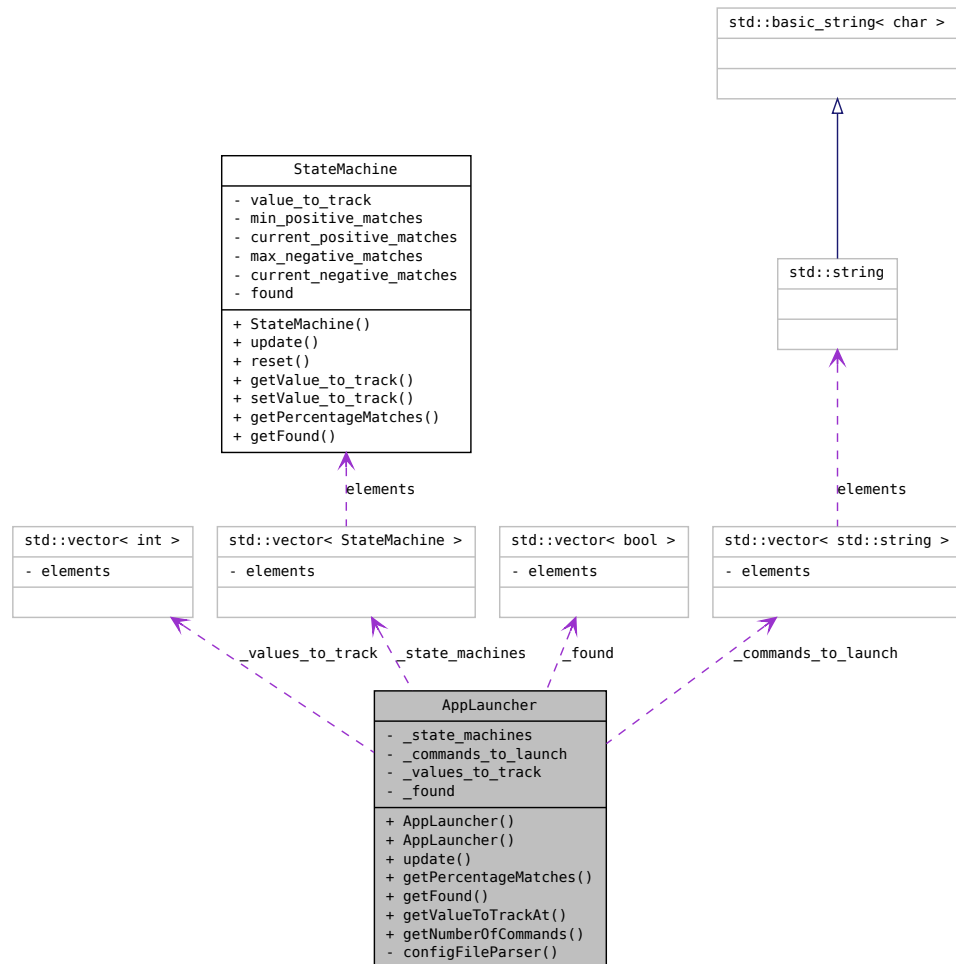 std::basic_string< char >
StateMachine
- value_to_track
- min_positive_matches
- current_positive_matches
- max_negative_matches
- current_negative_matches
- found
+ StateMachine()
+ update()
+ reset()
+ getValue_to_track()
+ setValue_to_track()
+ getPercentageMatches()
+ getFound()
std::string
elements
elements
std::vector< int >
- elements
std::vector< StateMachine >
- elements
std::vector< bool >
- elements
std::vector< std::string >
- elements
_values_to_track
_state_machines
_found
_commands_to_launch
AppLauncher
- _state_machines
- _commands_to_launch
- _values_to_track
- _found
+ AppLauncher()
+ AppLauncher()
+ update()
+ getPercentageMatches()
+ getFound()
+ getValueToTrackAt()
+ getNumberOfCommands()
- configFileParser()